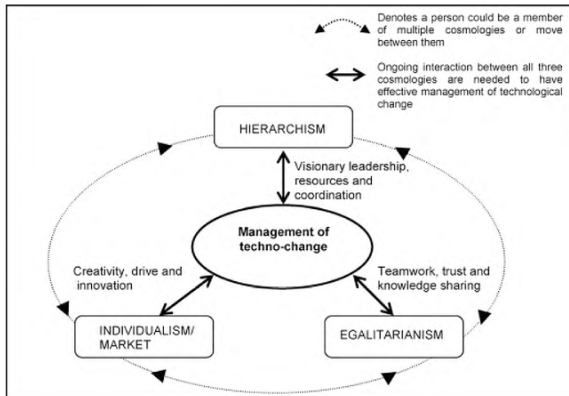 Denotes a person could be a member
of multiple cosmologies or move
between them
Ongoing interaction between all three
cosmologies are needed to have
effective management of technological
change
HIERARCHISM
Visionary leadership,
resources and
coordination
Management of
techno-change
Creativity, drive and
innovation
Teamwork, trust and
knowledge sharing
INDIVIDUALISM/
MARKET
EGALITARIANISM